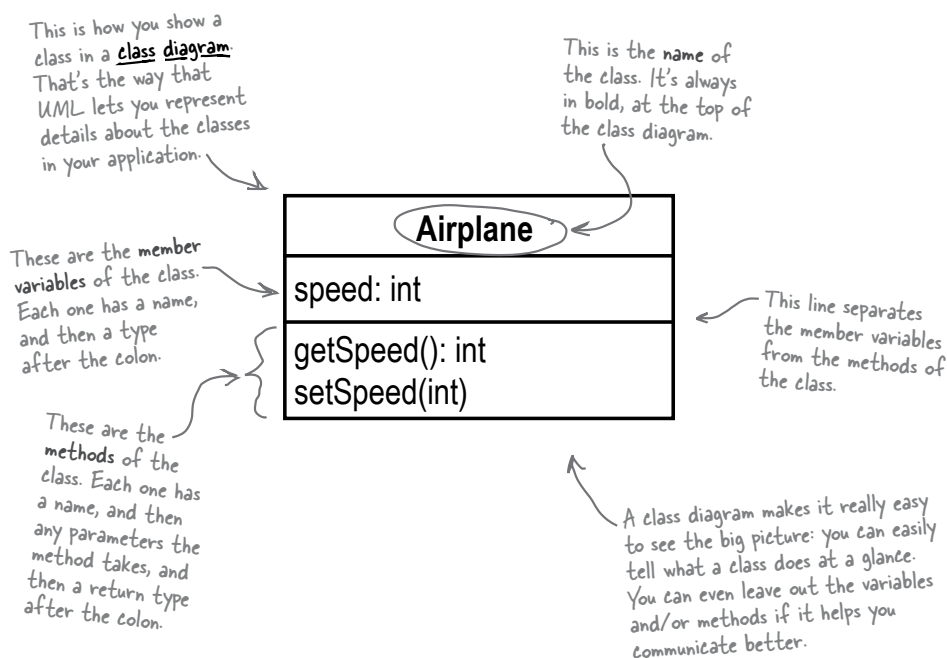 This is how you show a
class in a class diagram.
That's the way that
UML lets you represent
details about the classes
in your application.
This is the name of
the class. It's always
in bold, at the top of
the class diagram.
Airplane
These are the member
variables of the class.
Each one has a name,
and then a type
after the colon.
speed: int
This line separates
the member variables
from the methods of
the class.
getSpeed(): int
setSpeed(int)
These are the
methods of the
class. Each one has
a name, and then
any parameters the
method takes, and
then a return type
after the colon.
A class diagram makes it really easy
to see the big picture: you can easily
tell what a class does at a glance.
You can even leave out the variables
and/or methods if it helps you
communicate better.